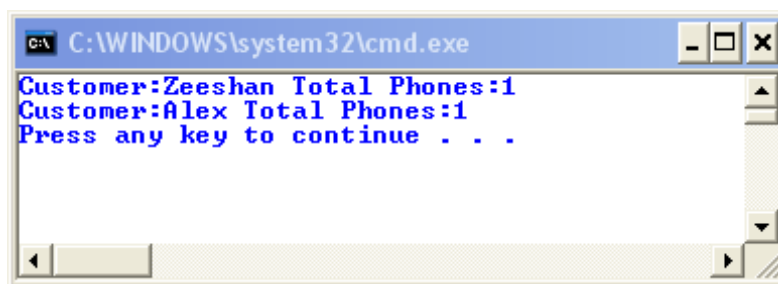 C:\WINDOWS\system32\cmd.exe
Customer:Zeeshan Total Phones:1
Customer:Alex Total Phones:1
Press any key to continue . . .